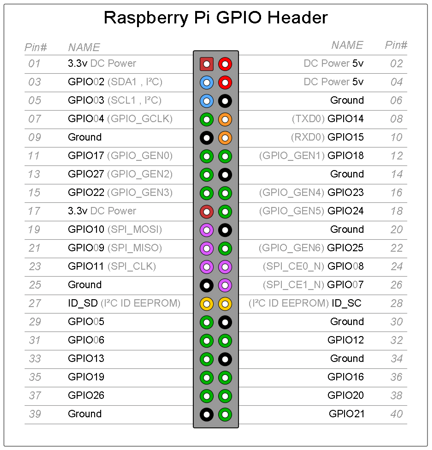 Raspberry Pi GPIO Header
Pin# NAME NAME Pin#
01 3.3v DC Power DC Power 5v 02
03 GPIO02 (SDA1 , I²C) DC Power 5v 04
05 GPIO03 (SCL1 , I²C) Ground 06
07 GPIO04 (GPIO_GCLK) (TXD0) GPIO14 08
09 Ground (RXD0) GPIO15 10
11 GPIO17 (GPIO_GEN0) (GPIO_GEN1) GPIO18 12
13 GPIO27 (GPIO_GEN2) Ground 14
15 GPIO22 (GPIO_GEN3) (GPIO_GEN4) GPIO23 16
17 3.3v DC Power (GPIO_GEN5) GPIO24 18
19 GPIO10 (SPI_MOSI) Ground 20
21 GPIO09 (SPI_MISO) (GPIO_GEN6) GPIO25 22
23 GPIO11 (SPI_CLK) (SPI_CE0_N) GPIO08 24
25 Ground (SPI_CE1_N) GPIO07 26
27 ID_SD (I²C ID EEPROM) (I²C ID EEPROM) ID_SC 28
29 GPIO05 Ground 30
31 GPIO06 GPIO12 32
33 GPIO13 Ground 34
35 GPIO19 GPIO16 36
37 GPIO26 GPIO20 38
39 Ground GPIO21 40